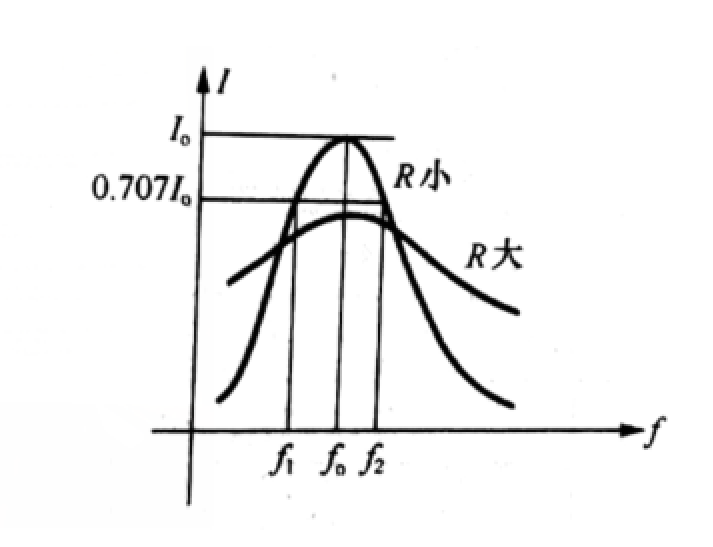 I
I₀
0.707I₀
R小
R大
f
f₁ f₀ f₂